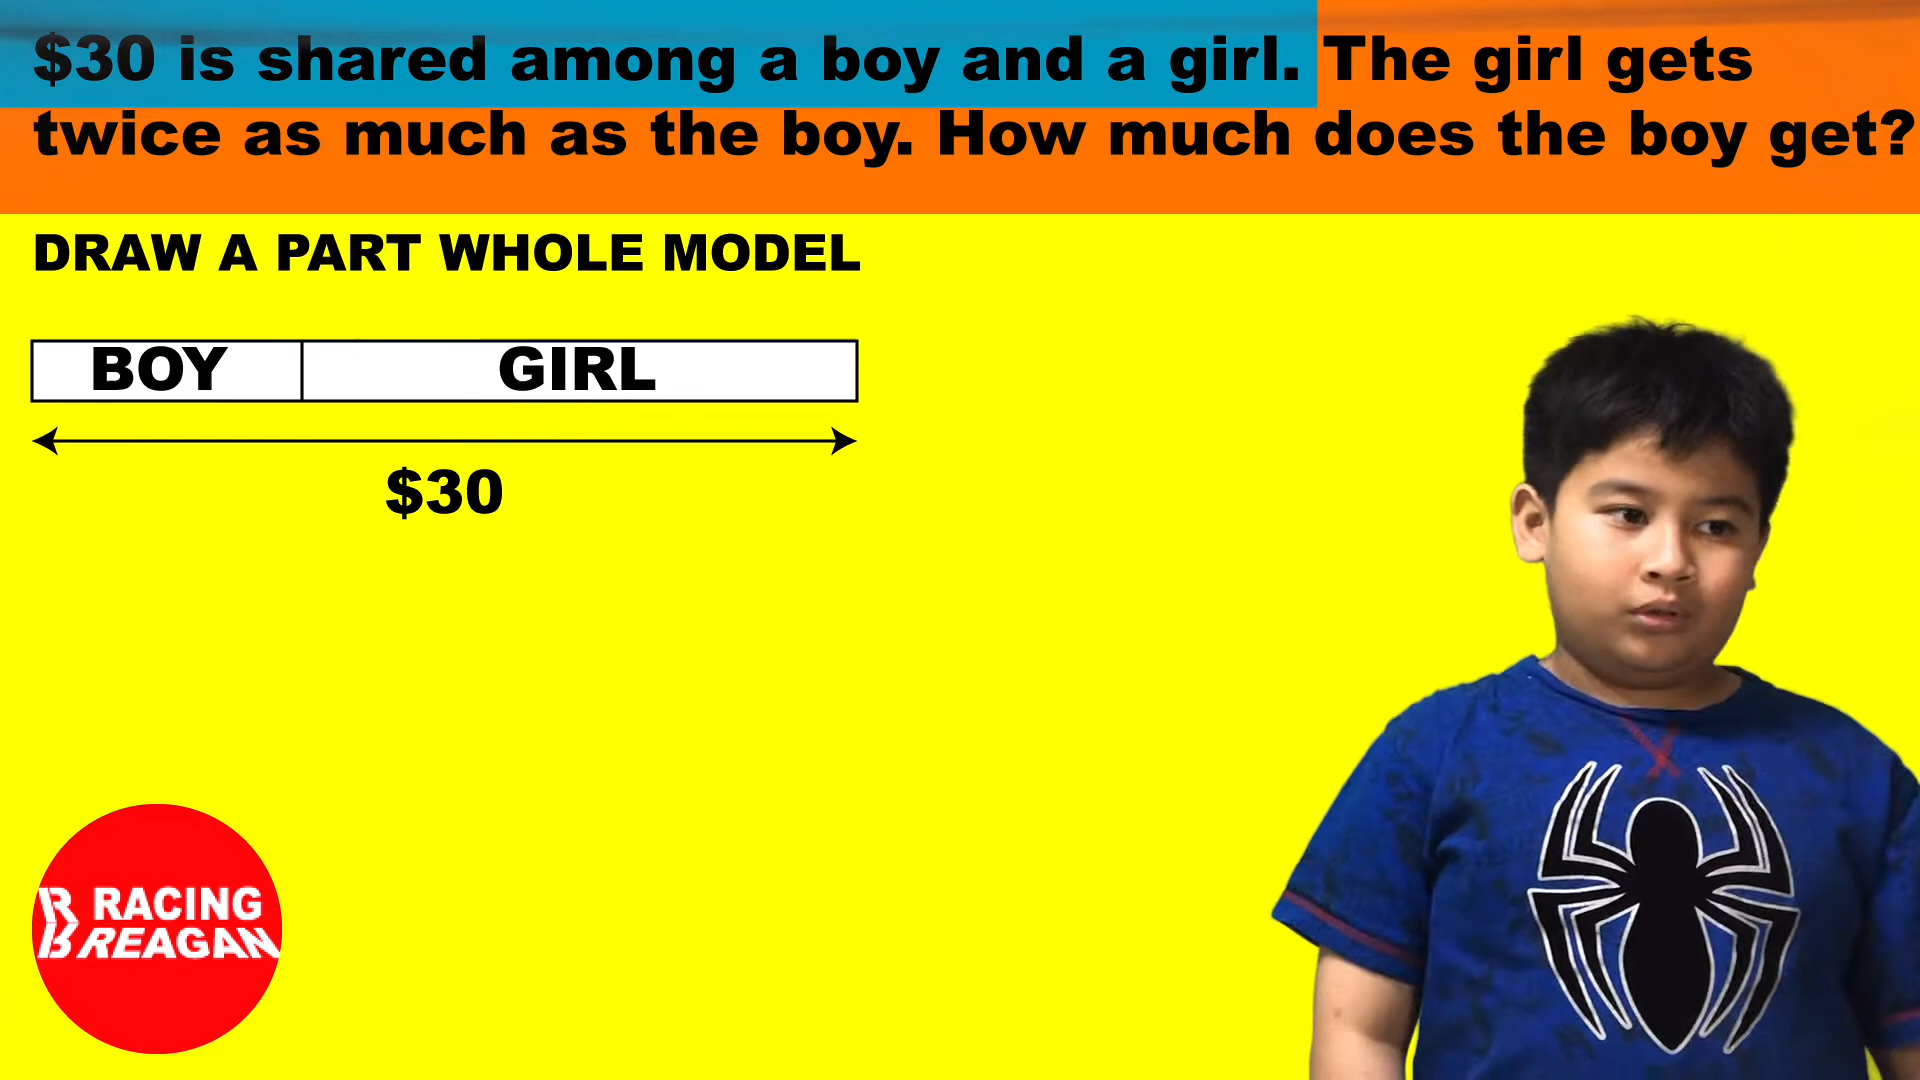 $30 is shared among a boy and a girl. The girl gets
twice as much as the boy. How much does the boy get?
DRAW A PART WHOLE MODEL
BOY GIRL
$30
RACING
REAGAN